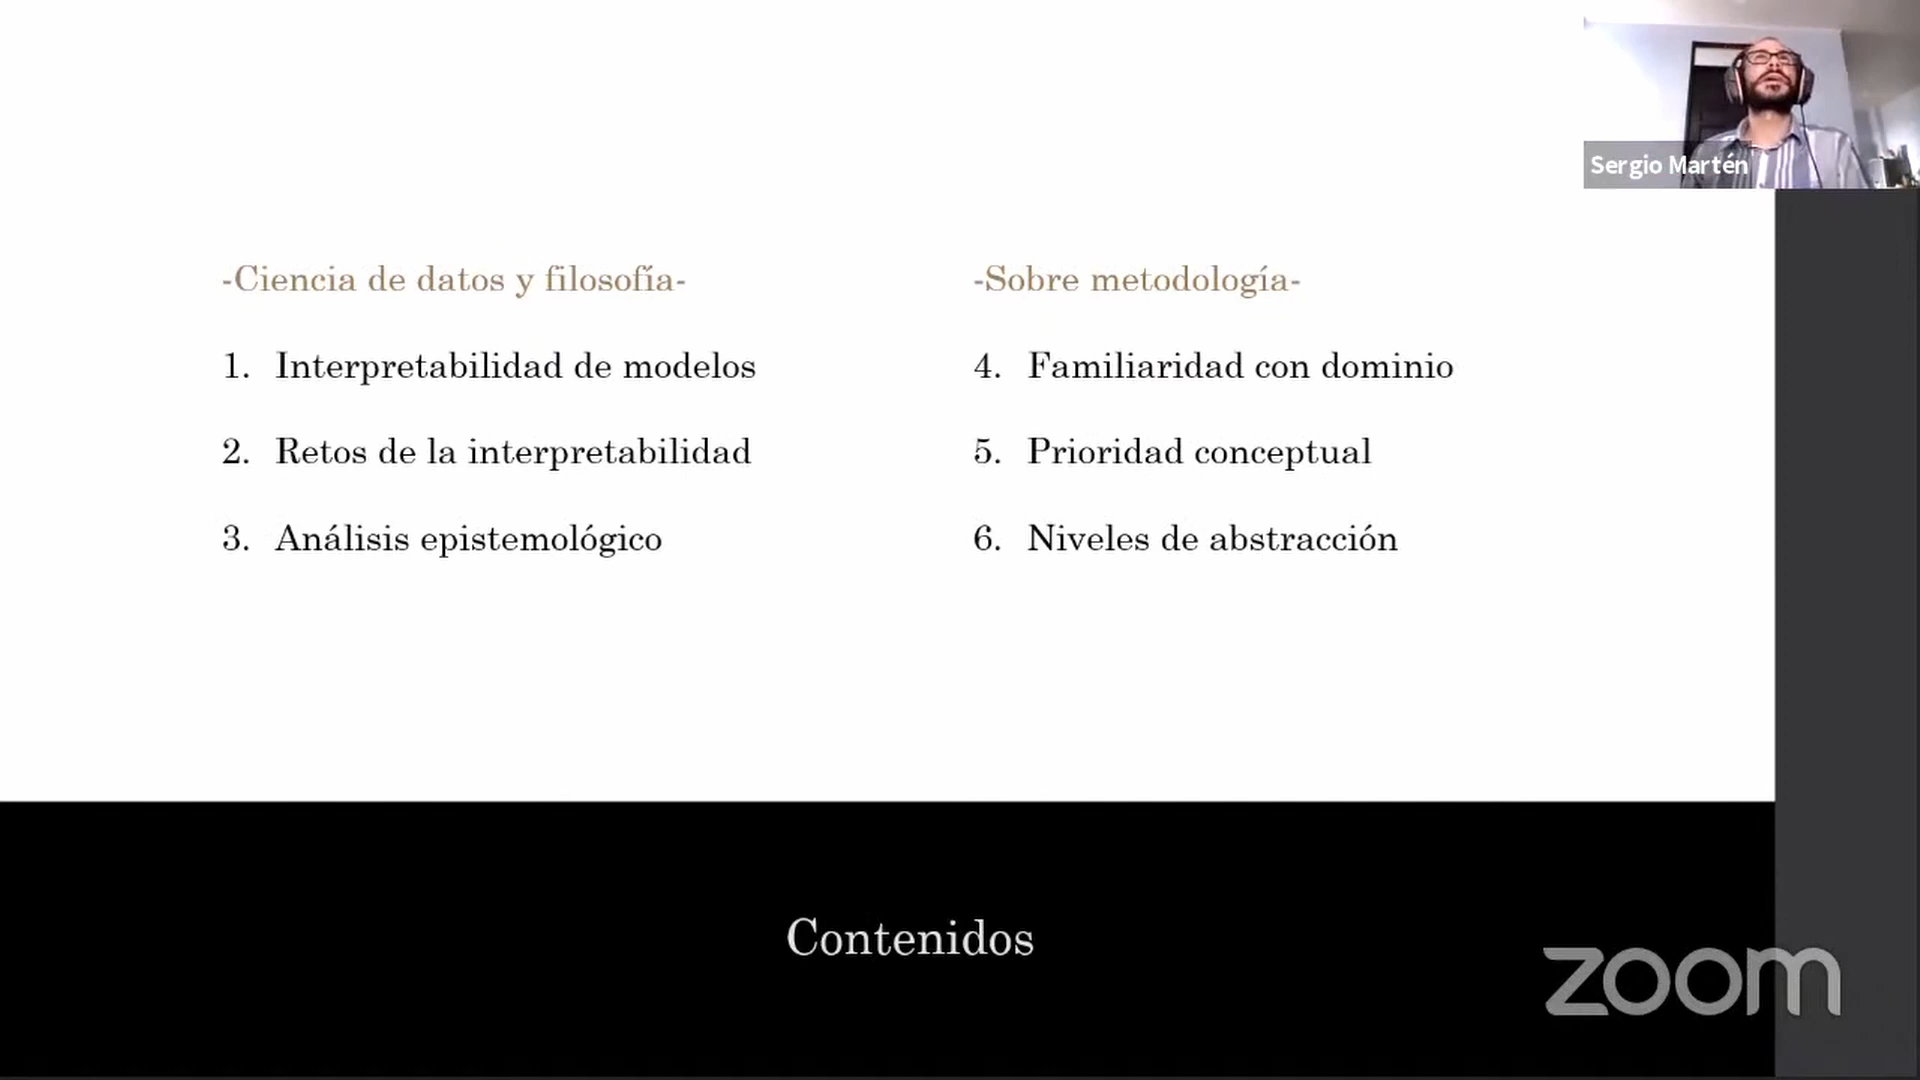 Sergio Martén
-Ciencia de datos y filosofía-
1. Interpretabilidad de modelos
2. Retos de la interpretabilidad
3. Análisis epistemológico
-Sobre metodología-
4. Familiaridad con dominio
5. Prioridad conceptual
6. Niveles de abstracción
Contenidos
zoom